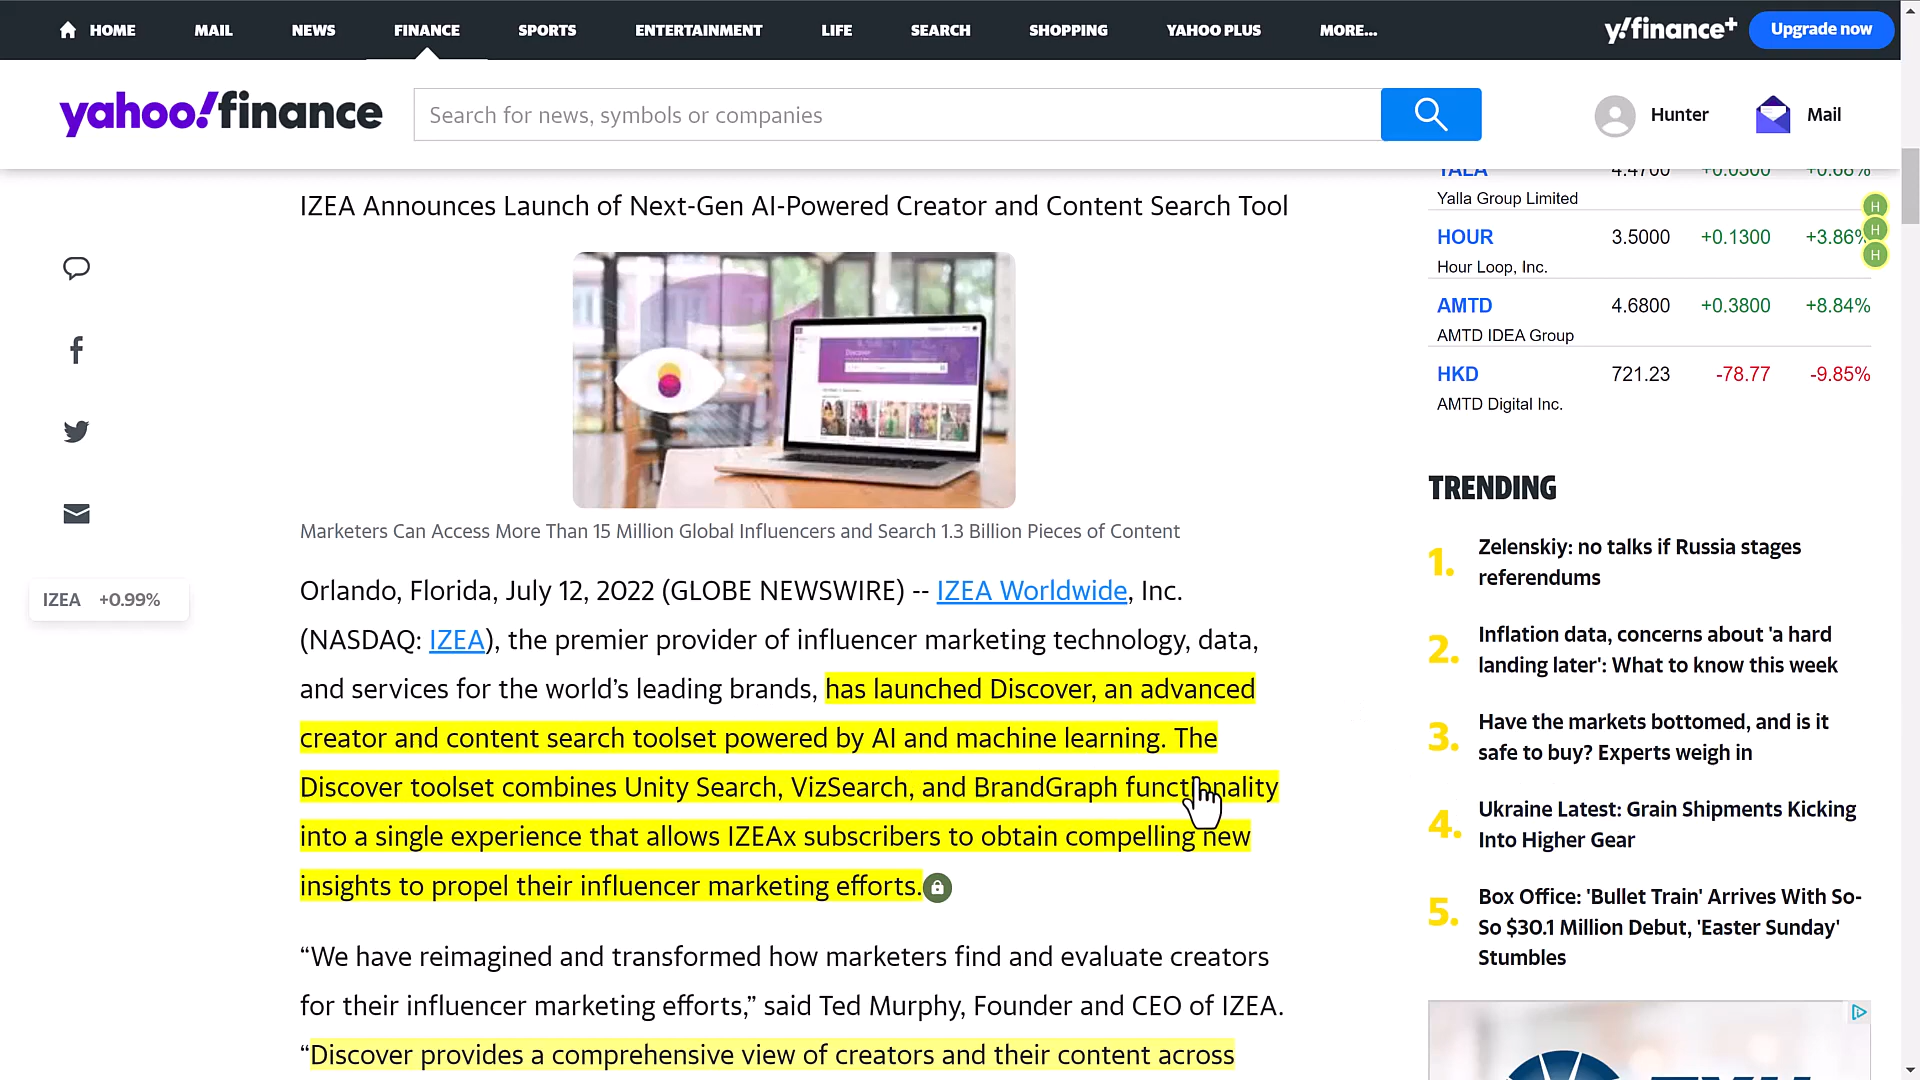 HOME MAIL NEWS FINANCE SPORTS ENTERTAINMENT LIFE SEARCH SHOPPING YAHOO PLUS MORE... y!finance+ Upgrade now
yahoo!finance Search for news, symbols or companies Hunter Mail
IZEA Announces Launch of Next-Gen AI-Powered Creator and Content Search Tool
Discover
Marketers Can Access More Than 15 Million Global Influencers and Search 1.3 Billion Pieces of Content
IZEA +0.99%
Orlando, Florida, July 12, 2022 (GLOBE NEWSWIRE) -- IZEA Worldwide, Inc.
(NASDAQ: IZEA), the premier provider of influencer marketing technology, data,
and services for the world’s leading brands, has launched Discover, an advanced
creator and content search toolset powered by AI and machine learning. The
Discover toolset combines Unity Search, VizSearch, and BrandGraph functionality
into a single experience that allows IZEAx subscribers to obtain compelling new
insights to propel their influencer marketing efforts.
“We have reimagined and transformed how marketers find and evaluate creators
for their influencer marketing efforts,” said Ted Murphy, Founder and CEO of IZEA.
“Discover provides a comprehensive view of creators and their content across
YALA 4.4700 +0.0300 +0.68%
Yalla Group Limited
HOUR 3.5000 +0.1300 +3.86%
Hour Loop, Inc.
AMTD 4.6800 +0.3800 +8.84%
AMTD IDEA Group
HKD 721.23 -78.77 -9.85%
AMTD Digital Inc.
H
H
H
TRENDING
1. Zelenskiy: no talks if Russia stages
referendums
2. Inflation data, concerns about 'a hard
landing later': What to know this week
3. Have the markets bottomed, and is it
safe to buy? Experts weigh in
4. Ukraine Latest: Grain Shipments Kicking
Into Higher Gear
5. Box Office: 'Bullet Train' Arrives With So-
So $30.1 Million Debut, 'Easter Sunday'
Stumbles